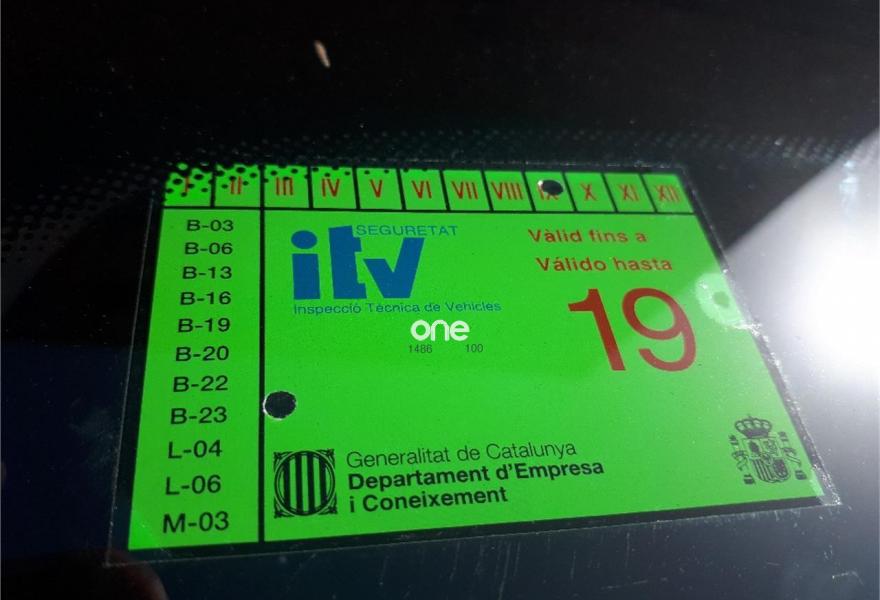 I II III IV V VI VII VIII IX X XI XII
B-03
B-06
B-13
B-16
B-19
B-20
B-22
B-23
L-04
L-06
M-03
SEGURETAT
itv
Inspecció Tècnica de Vehicles
one
1486 100
Vàlid fins a
Válido hasta
19
Generalitat de Catalunya
Departament d'Empresa
i Coneixement